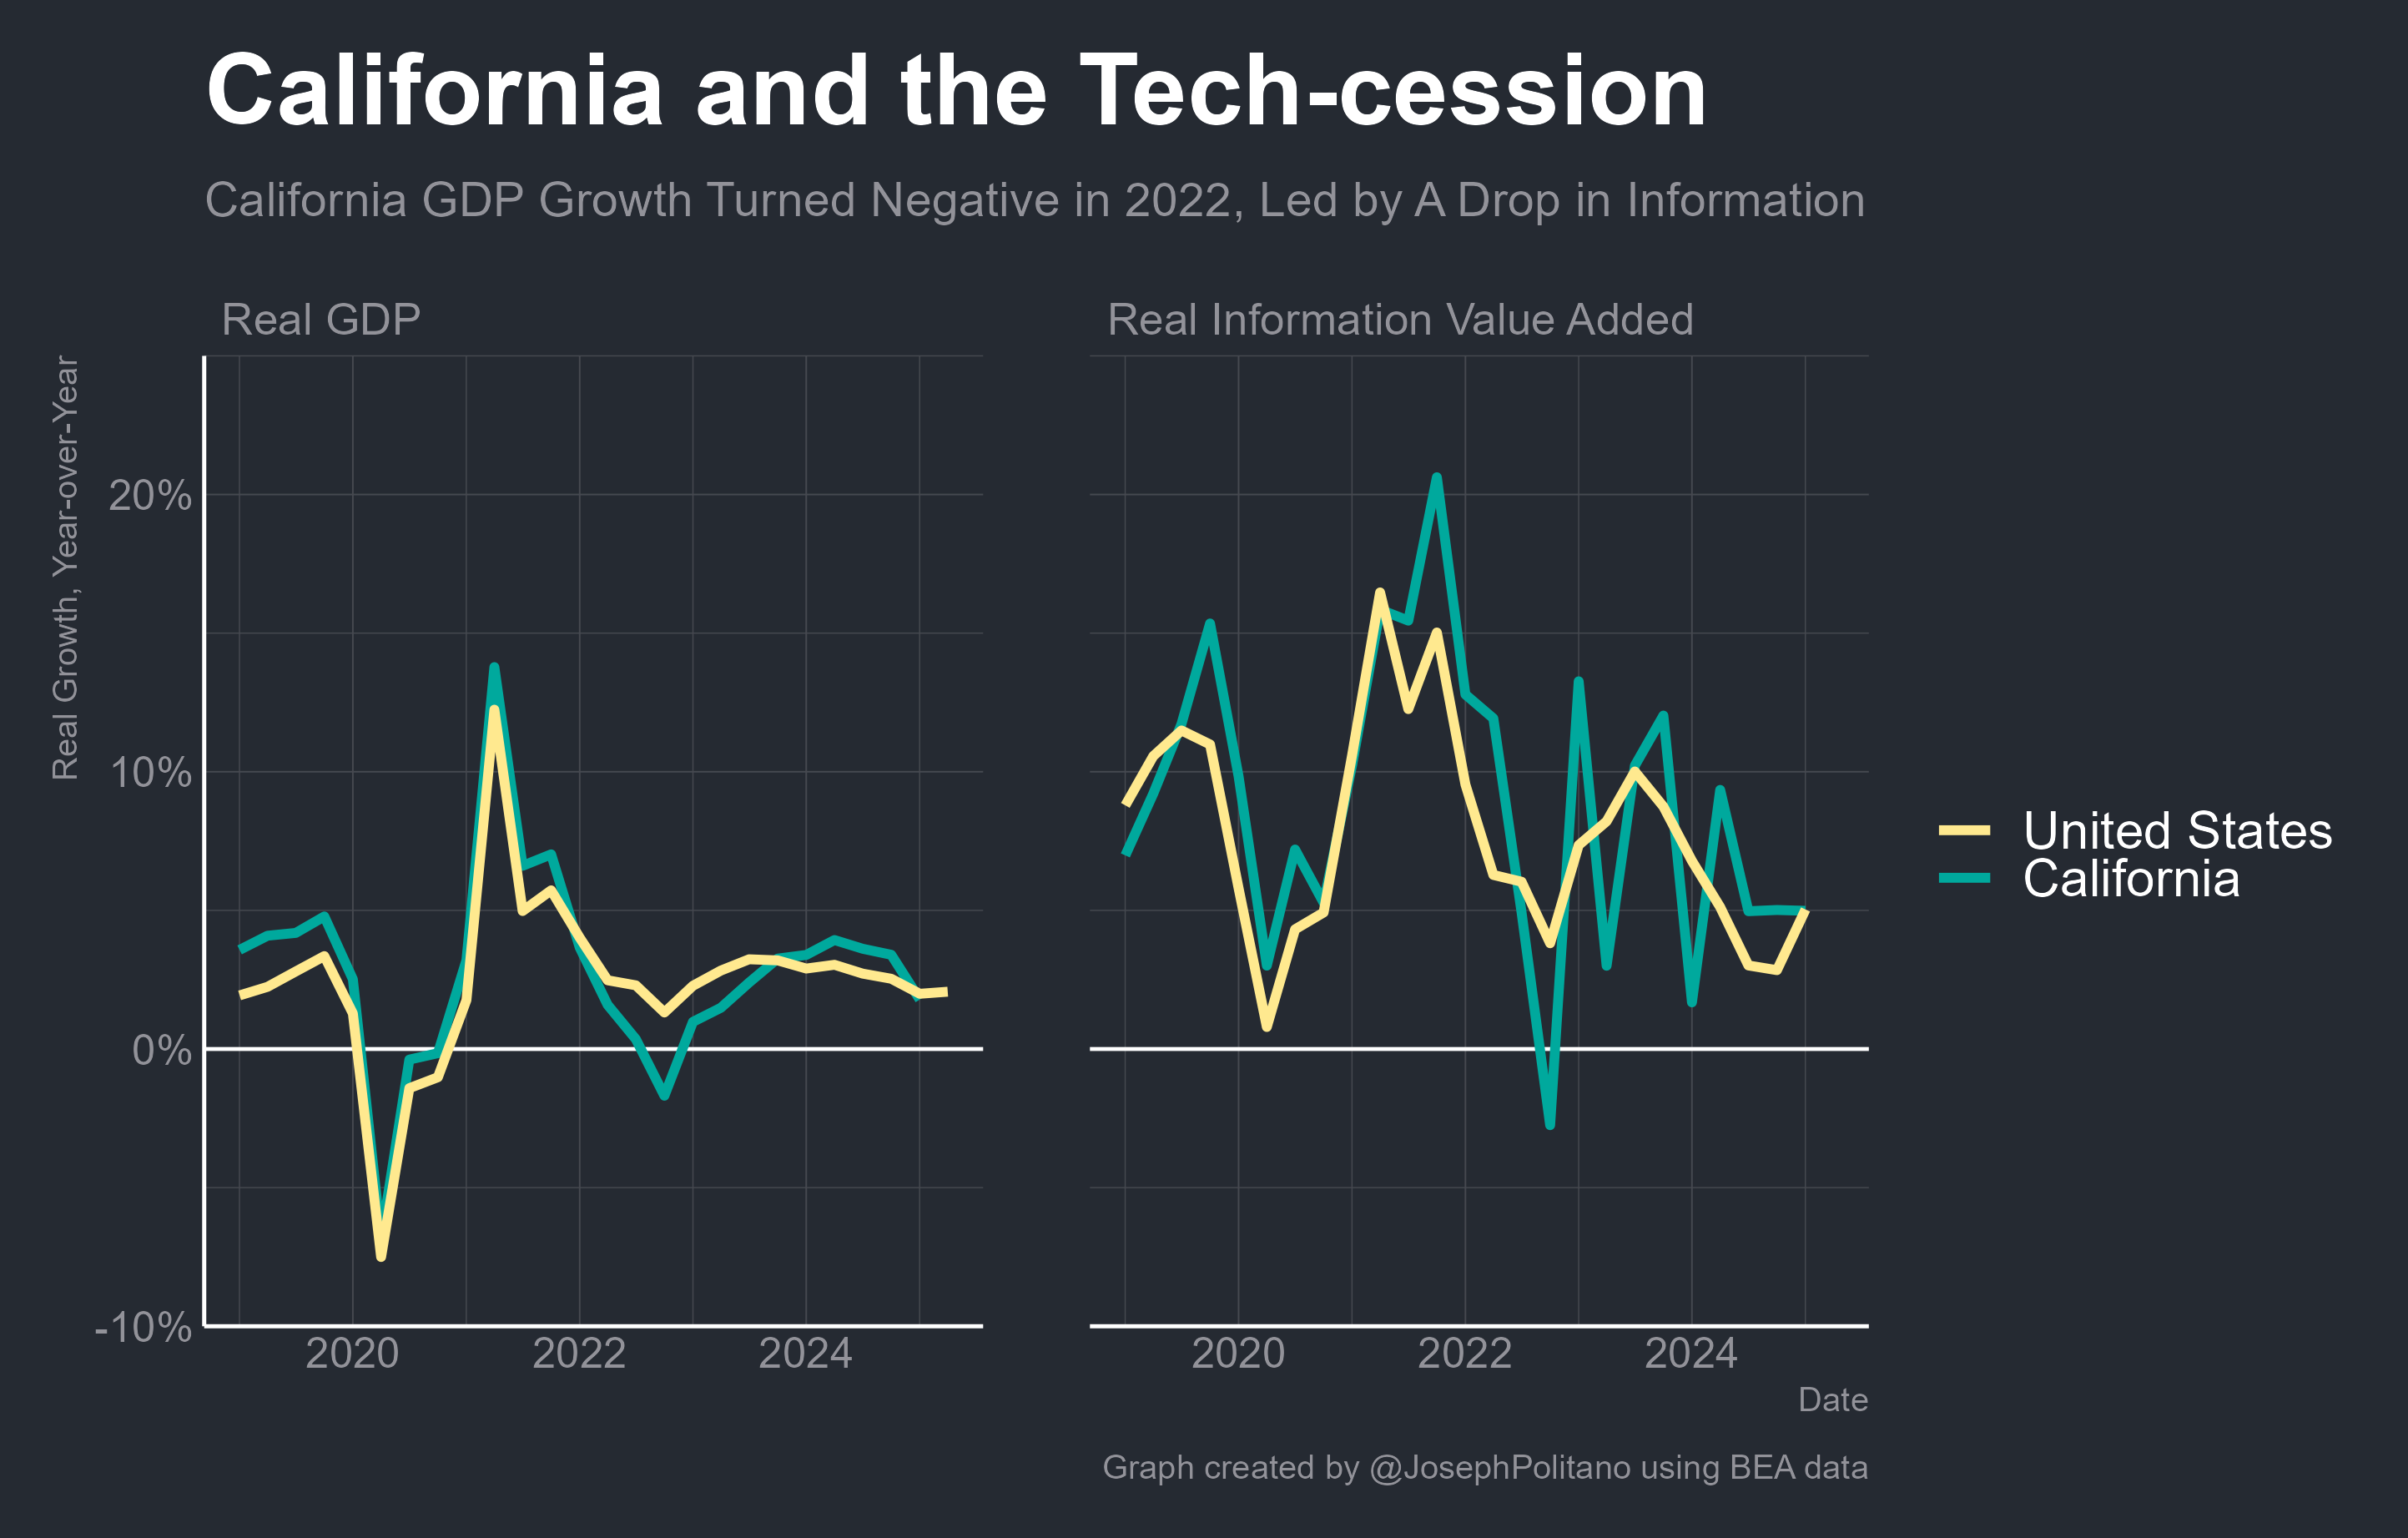 California and the Tech-cession
California GDP Growth Turned Negative in 2022, Led by A Drop in Information
Real GDP
Real Information Value Added
Real Growth, Year-over-Year
20%
10%
0%
-10%
2020
2022
2024
2020
2022
2024
Date
United States
California
Graph created by @JosephPolitano using BEA data